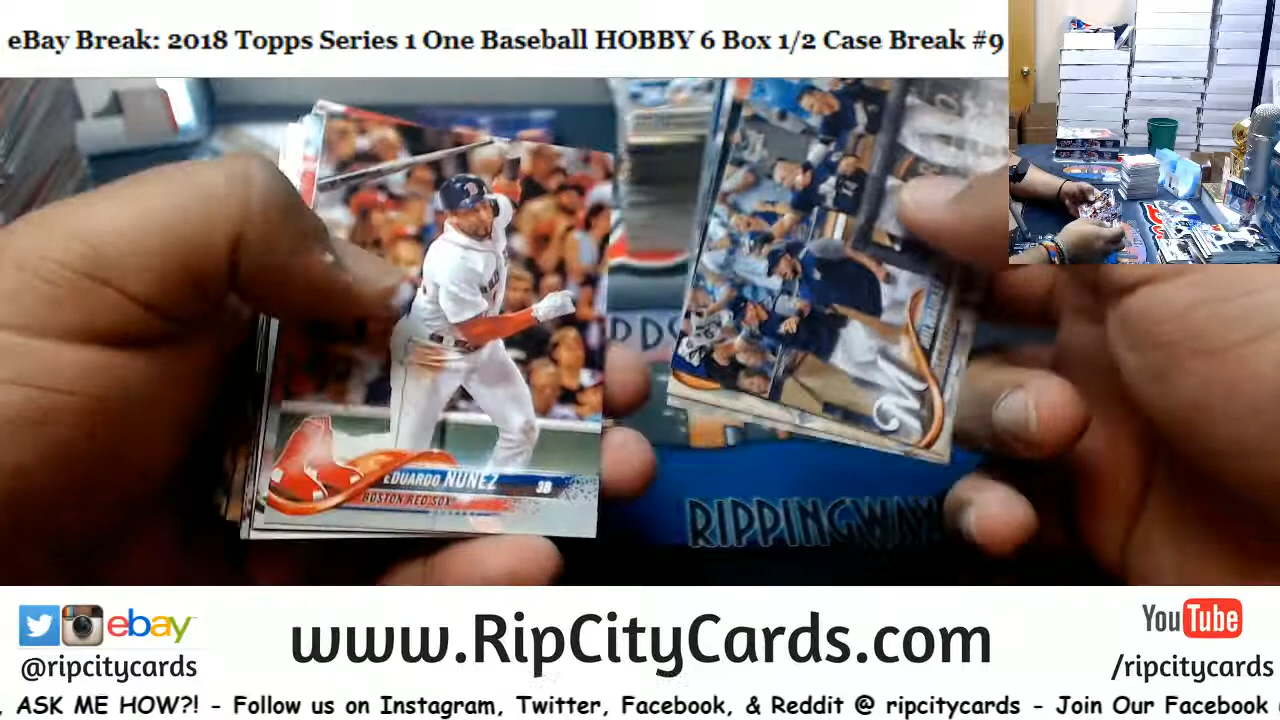 eBay Break: 2018 Topps Series 1 One Baseball HOBBY 6 Box 1/2 Case Break #9
EDUARDO NUNEZ 3B
BOSTON RED SOX
RIPPINGWAX
ebay
@ripcitycards
www.RipCityCards.com
YouTube
/ripcitycards
, ASK ME HOW?! - Follow us on Instagram, Twitter, Facebook, & Reddit @ ripcitycards - Join Our Facebook